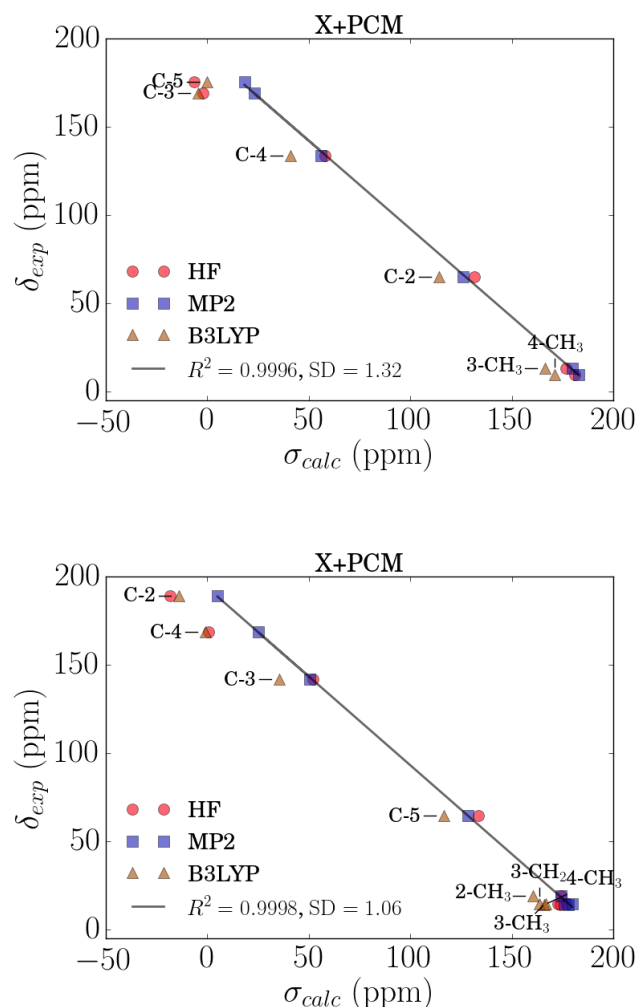 X+PCM
200
150
100
50
0
δexp (ppm)
C-5
C-3
C-4
C-2
4-CH3
3-CH3
HF
MP2
B3LYP
R² = 0.9996, SD = 1.32
−50 0 50 100 150 200
σcalc (ppm)
X+PCM
200
150
100
50
0
δexp (ppm)
C-2
C-4
C-3
C-5
3-CH2
4-CH3
2-CH3
3-CH3
HF
MP2
B3LYP
R² = 0.9998, SD = 1.06
−50 0 50 100 150 200
σcalc (ppm)